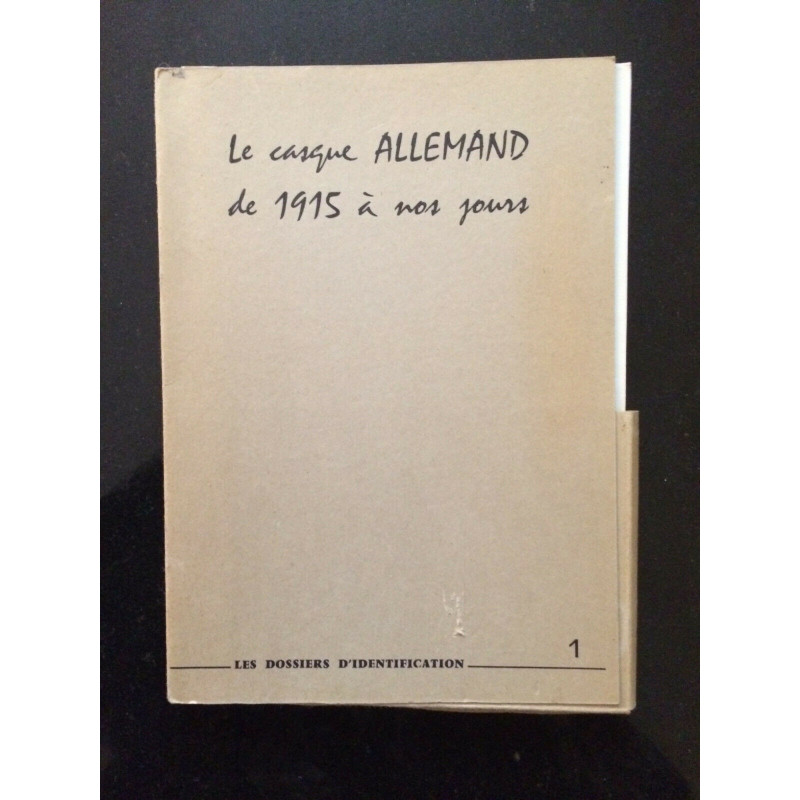 Le casque ALLEMAND
de 1915 à nos jours
LES DOSSIERS D'IDENTIFICATION
1